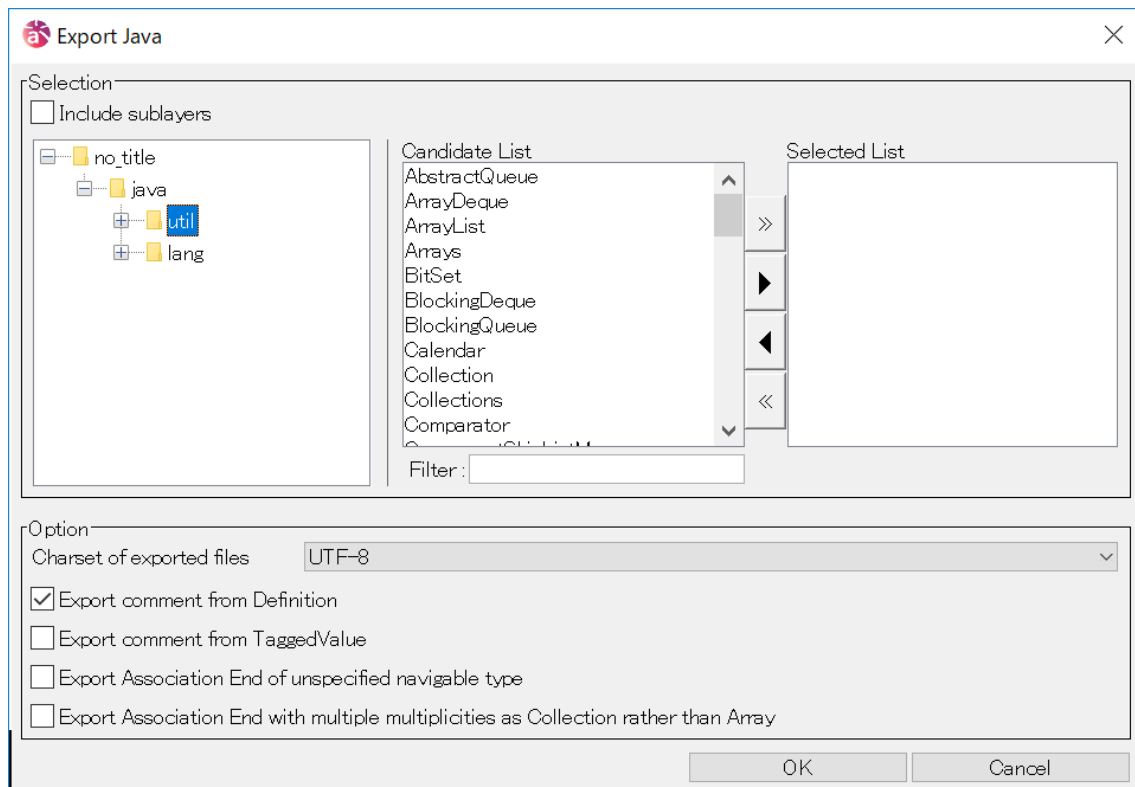 Export Java
Selection
Include sublayers
no_title
java
util
lang
Candidate List
AbstractQueue
ArrayDeque
ArrayList
Arrays
BitSet
BlockingDeque
BlockingQueue
Calendar
Collection
Collections
Comparator
Filter :
Selected List
Option
Charset of exported files
UTF-8
Export comment from Definition
Export comment from TaggedValue
Export Association End of unspecified navigable type
Export Association End with multiple multiplicities as Collection rather than Array
OK
Cancel